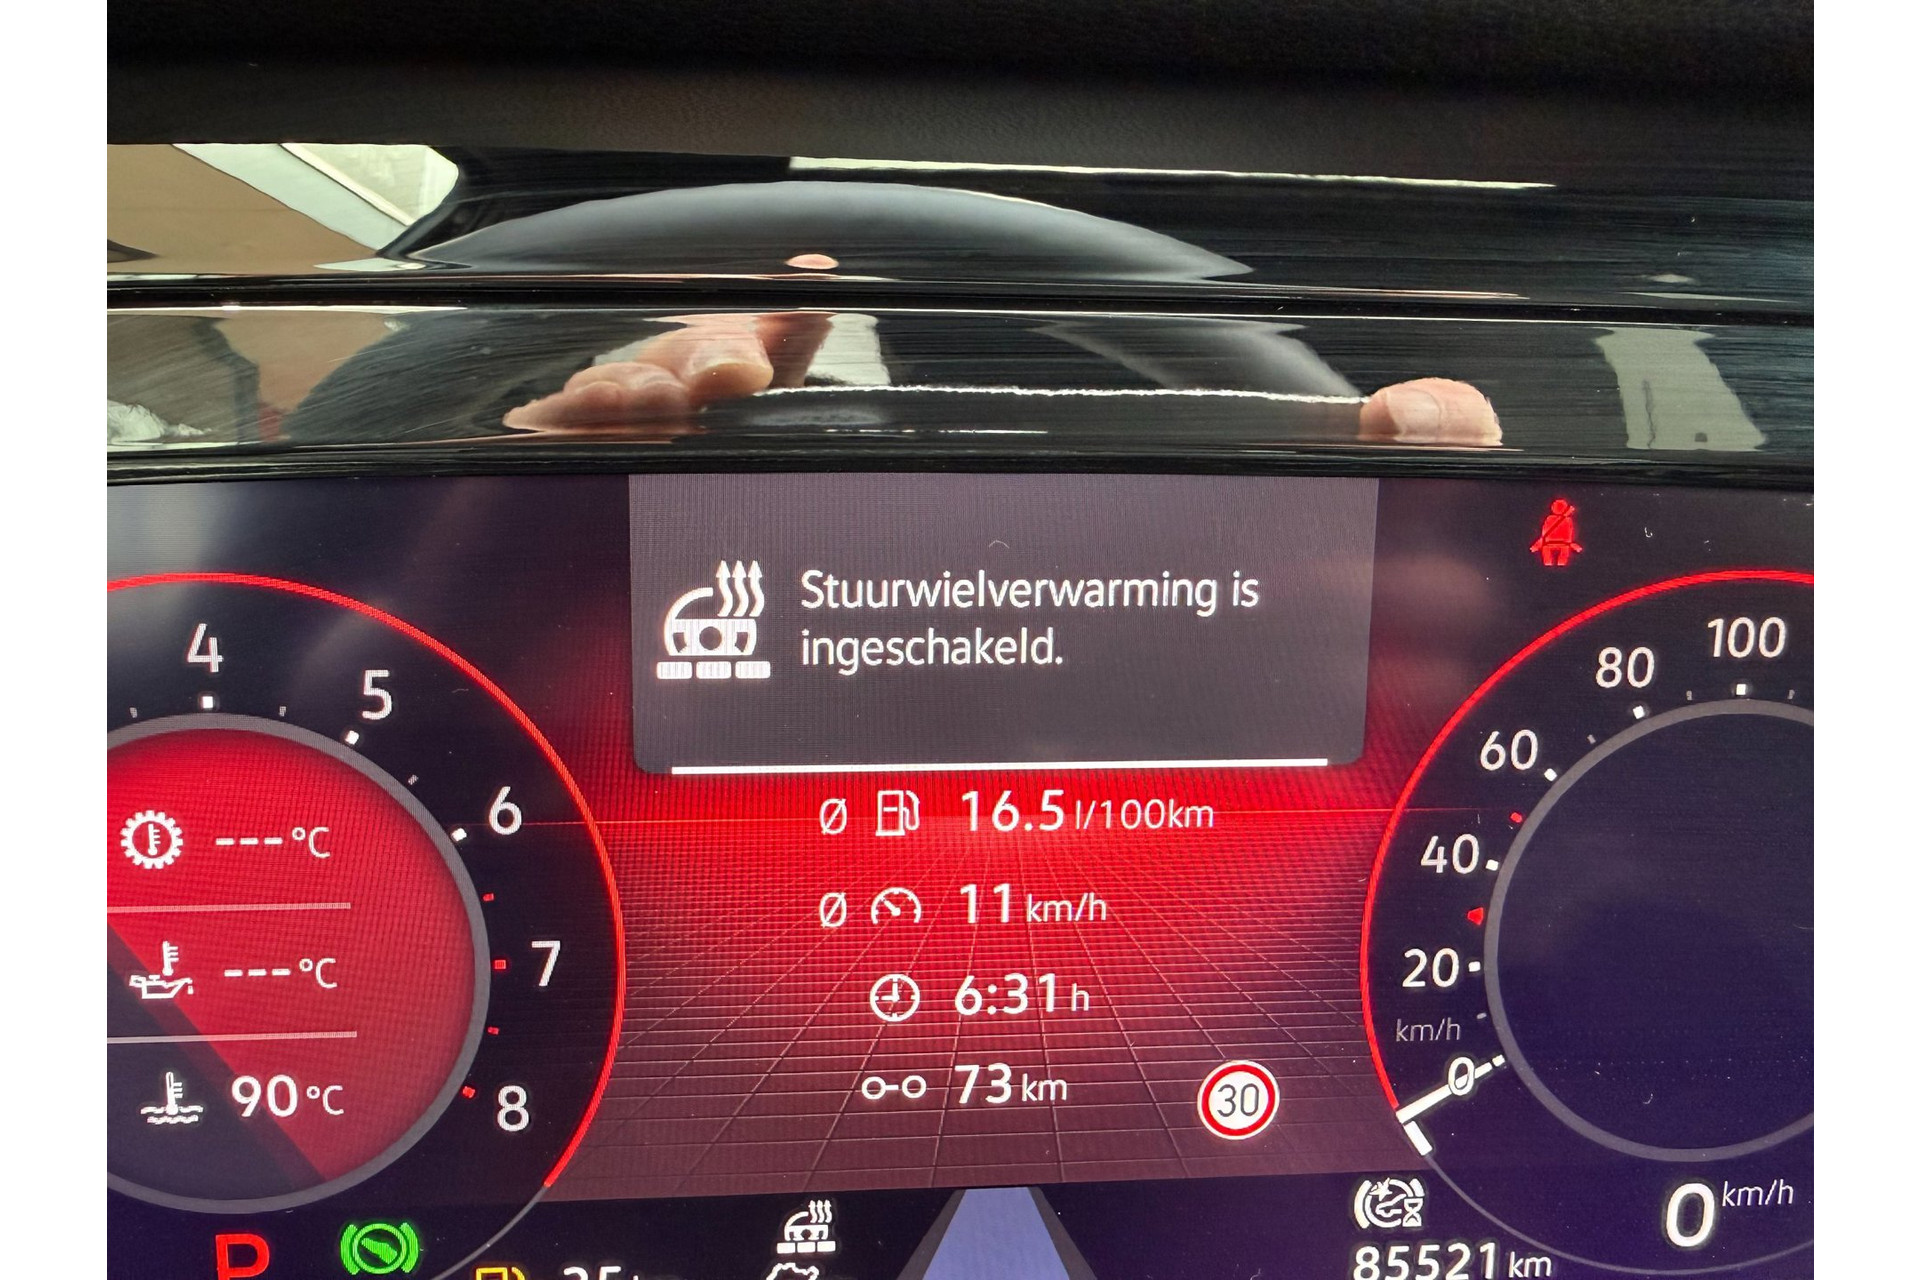 Stuurwielverwarming is
ingeschakeld.
4
5
6
7
8
---°C
---°C
90°C
Ø 16.5 l/100km
Ø 11 km/h
6:31 h
73 km
30
100
80
60
40
20
km/h
0
0 km/h
P
85521 km